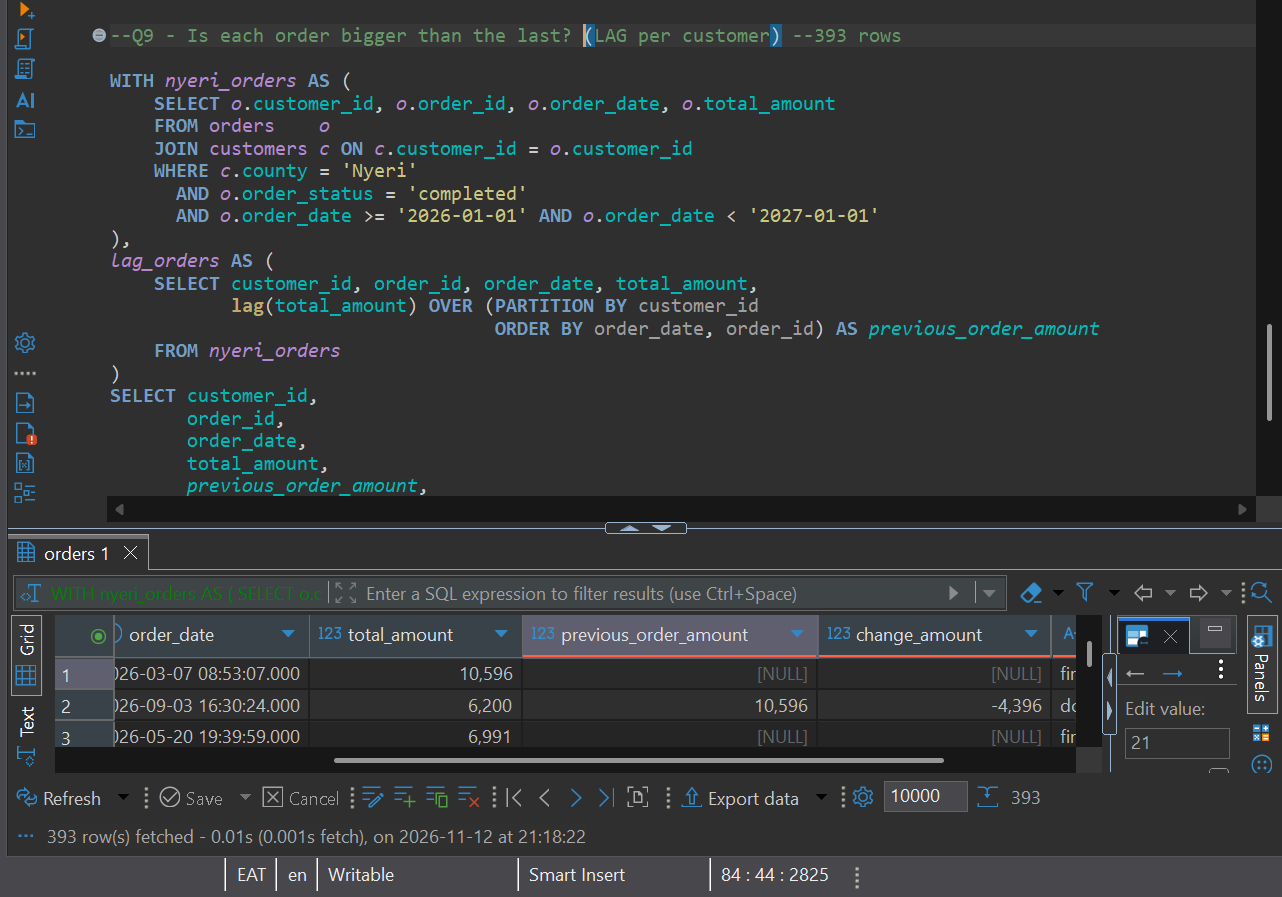 --Q9 - Is each order bigger than the last? (LAG per customer) --393 rows
WITH nyeri_orders AS (
SELECT o.customer_id, o.order_id, o.order_date, o.total_amount
FROM orders o
JOIN customers c ON c.customer_id = o.customer_id
WHERE c.county = 'Nyeri'
AND o.order_status = 'completed'
AND o.order_date >= '2026-01-01' AND o.order_date < '2027-01-01'
),
lag_orders AS (
SELECT customer_id, order_id, order_date, total_amount,
lag(total_amount) OVER (PARTITION BY customer_id
ORDER BY order_date, order_id) AS previous_order_amount
FROM nyeri_orders
)
SELECT customer_id,
order_id,
order_date,
total_amount,
previous_order_amount,
AI
orders 1
WITH nyeri_orders AS ( SELECT o.c
Enter a SQL expression to filter results (use Ctrl+Space)
Grid
Text
order_date 123 total_amount 123 previous_order_amount 123 change_amount A-
1 026-03-07 08:53:07.000 10,596 [NULL] [NULL] fir
2 026-09-03 16:30:24.000 6,200 10,596 -4,396 do
3 026-05-20 19:39:59.000 6,991 [NULL] [NULL] fir
Edit value:
21
Panels
Refresh Save Cancel Export data 10000 393
393 row(s) fetched - 0.01s (0.001s fetch), on 2026-11-12 at 21:18:22
EAT en Writable Smart Insert 84 : 44 : 2825